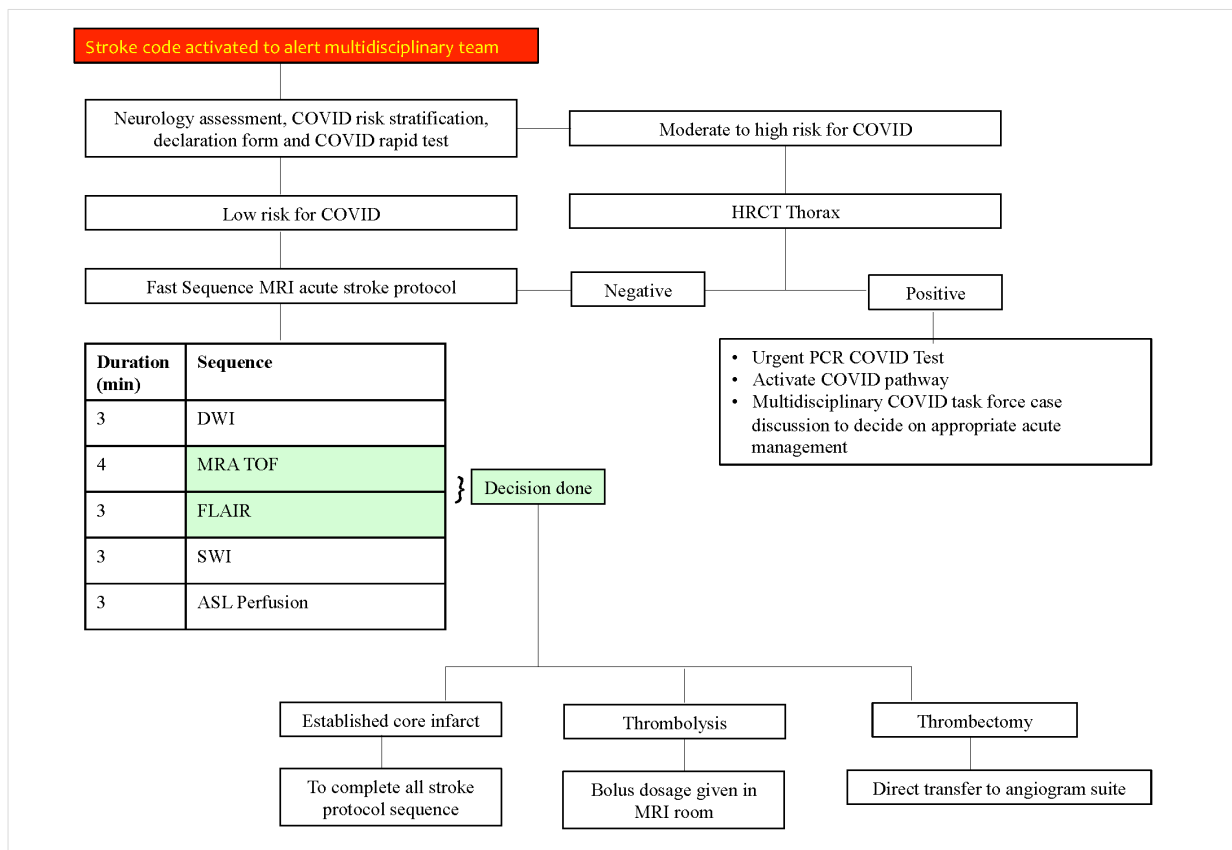 Stroke code activated to alert multidisciplinary team
Neurology assessment, COVID risk stratification,
declaration form and COVID rapid test
Moderate to high risk for COVID
Low risk for COVID
HRCT Thorax
Fast Sequence MRI acute stroke protocol
Negative
Positive
• Urgent PCR COVID Test
• Activate COVID pathway
• Multidisciplinary COVID task force case
discussion to decide on appropriate acute
management
Duration
(min)
Sequence
3 DWI
4 MRA TOF
3 FLAIR
3 SWI
3 ASL Perfusion
} Decision done
Established core infarct
Thrombolysis
Thrombectomy
To complete all stroke
protocol sequence
Bolus dosage given in
MRI room
Direct transfer to angiogram suite